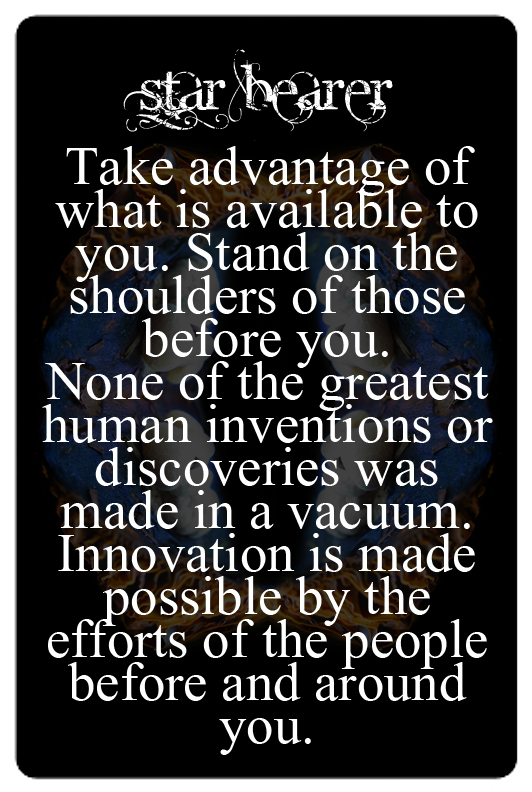 star bearer
Take advantage of
what is available to
you. Stand on the
shoulders of those
before you.
None of the greatest
human inventions or
discoveries was
made in a vacuum.
Innovation is made
possible by the
efforts of the people
before and around
you.